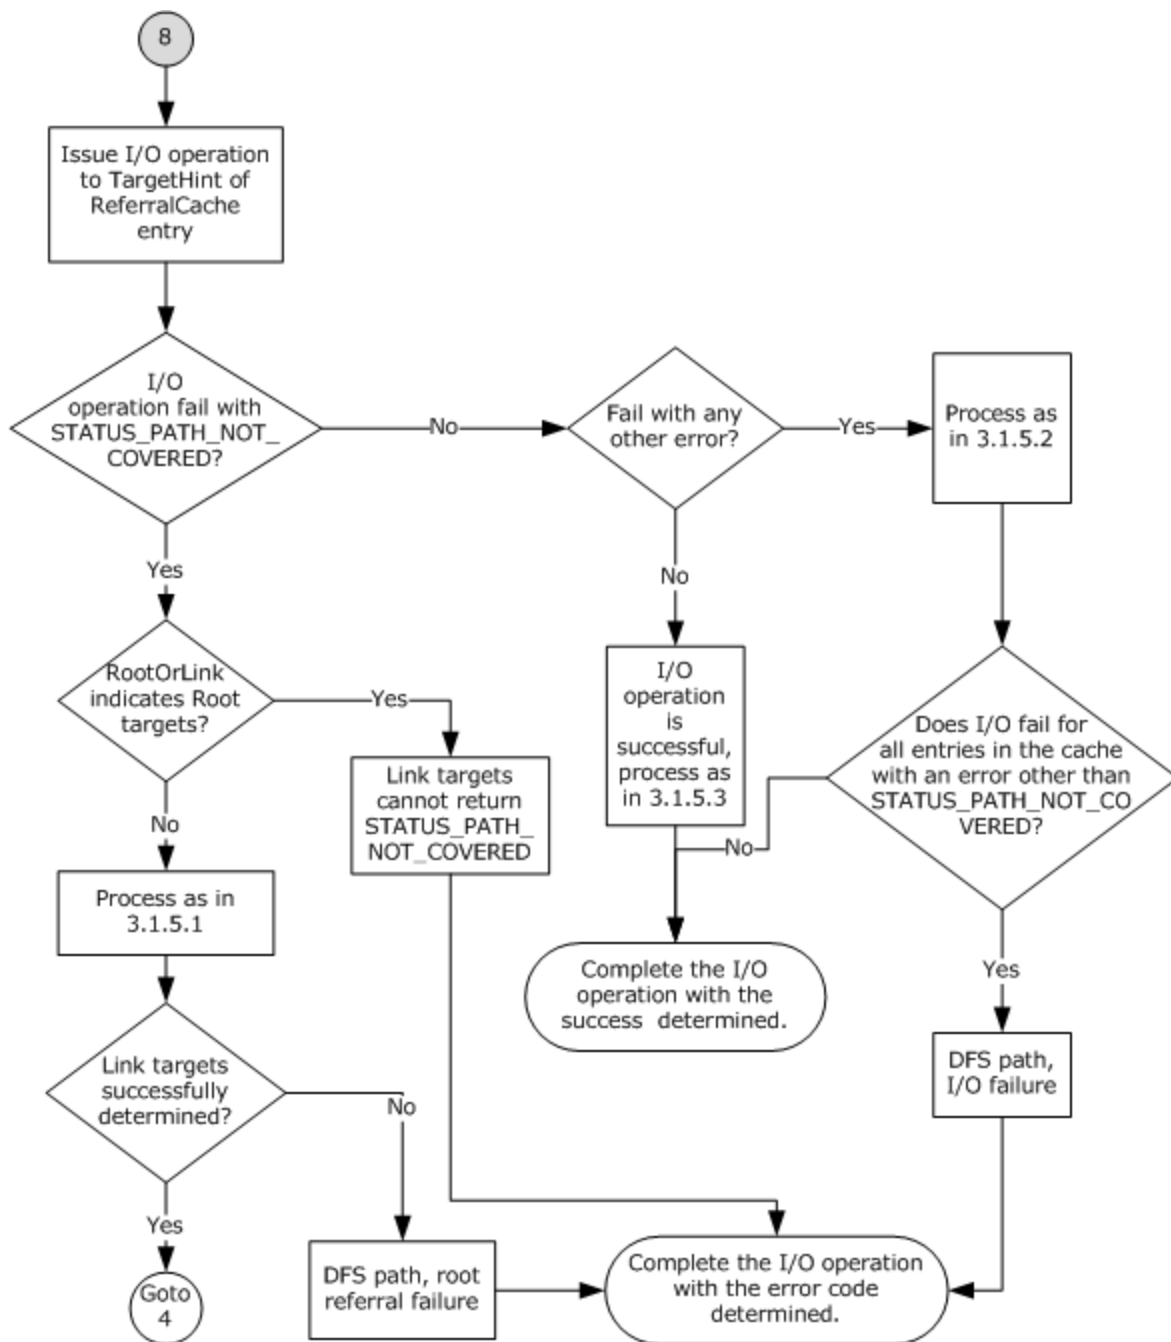 8
Issue I/O operation
to TargetHint of
ReferralCache
entry
I/O
operation fail with
STATUS_PATH_NOT_
COVERED?
No
Fail with any
other error?
Yes
Process as
in 3.1.5.2
Yes
No
RootOrLink
indicates Root
targets?
Yes
I/O
operation
is
successful,
process as
in 3.1.5.3
Does I/O fail for
all entries in the cache
with an error other than
STATUS_PATH_NOT_CO
VERED?
No
Link targets
cannot return
STATUS_PATH_
NOT_COVERED
No
Process as in
3.1.5.1
Complete the I/O
operation with the
success determined.
Yes
Link targets
successfully
determined?
No
DFS path,
I/O failure
Yes
Goto
4
DFS path, root
referral failure
Complete the I/O operation
with the error code
determined.